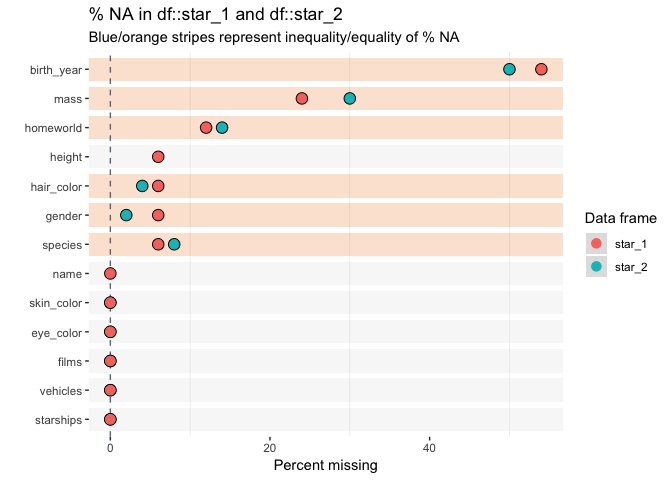 % NA in df::star_1 and df::star_2
Blue/orange stripes represent inequality/equality of % NA
birth_year
mass
homeworld
height
hair_color
gender
species
name
skin_color
eye_color
films
vehicles
starships
0 20 40
Percent missing
Data frame
star_1
star_2